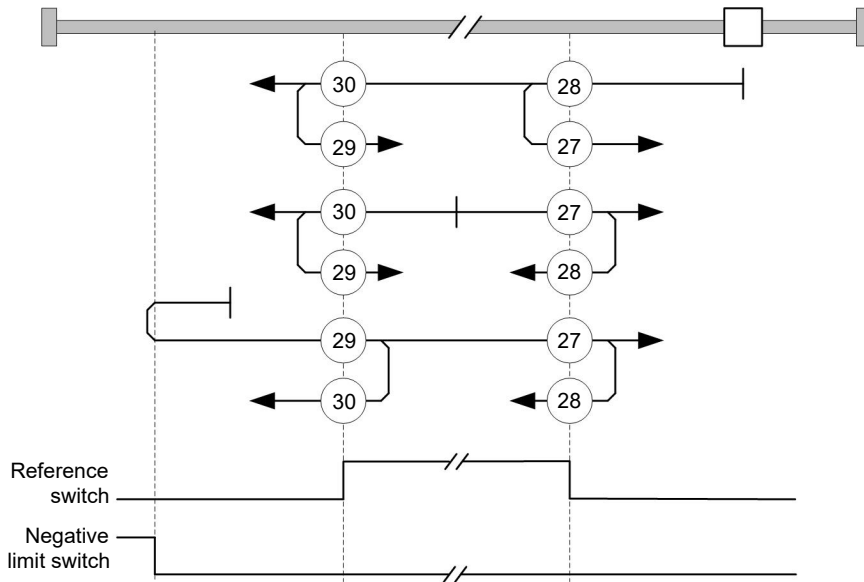 30 28
29 27
30 27
29 28
29 27
30 28
Reference
switch
Negative
limit switch